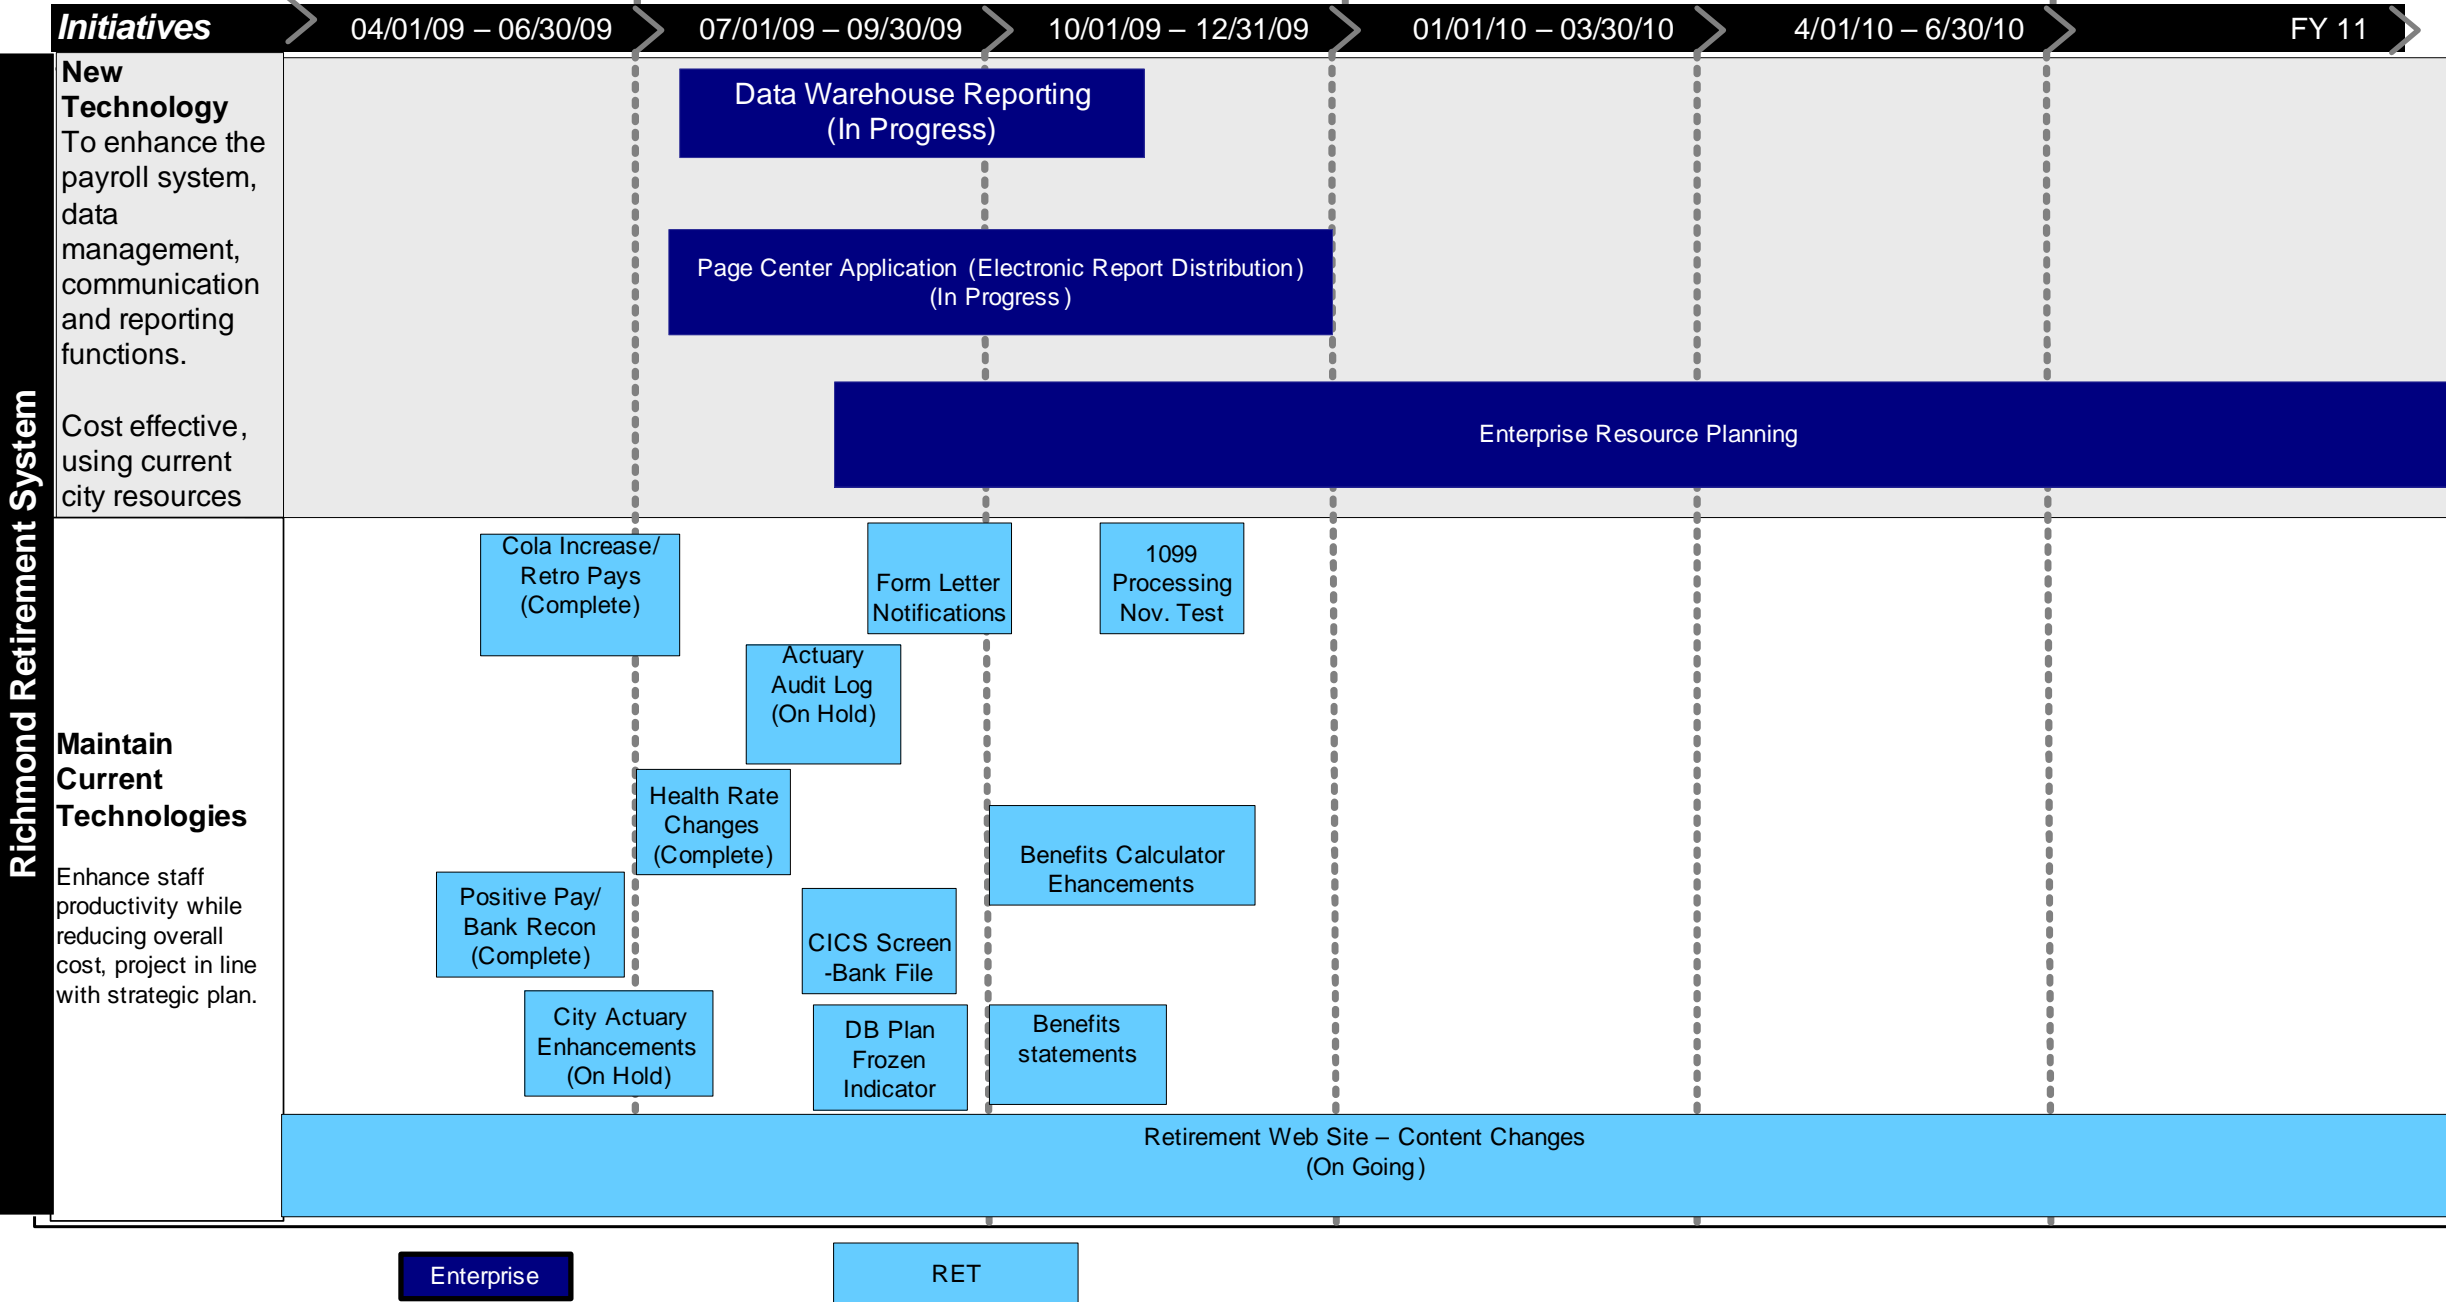 Initiatives
04/01/09 – 06/30/09
07/01/09 – 09/30/09
10/01/09 – 12/31/09
01/01/10 – 03/30/10
4/01/10 – 6/30/10
FY 11
Richmond Retirement System
New
Technology
To enhance the
payroll system,
data
management,
communication
and reporting
functions.
Cost effective,
using current
city resources
Data Warehouse Reporting
(In Progress)
Page Center Application (Electronic Report Distribution)
(In Progress)
Enterprise Resource Planning
Maintain
Current
Technologies
Enhance staff
productivity while
reducing overall
cost, project in line
with strategic plan.
Cola Increase/
Retro Pays
(Complete)
Form Letter
Notifications
1099
Processing
Nov. Test
Actuary
Audit Log
(On Hold)
Health Rate
Changes
(Complete)
Benefits Calculator
Ehancements
Positive Pay/
Bank Recon
(Complete)
CICS Screen
-Bank File
City Actuary
Enhancements
(On Hold)
DB Plan
Frozen
Indicator
Benefits
statements
Retirement Web Site – Content Changes
(On Going)
Enterprise
RET